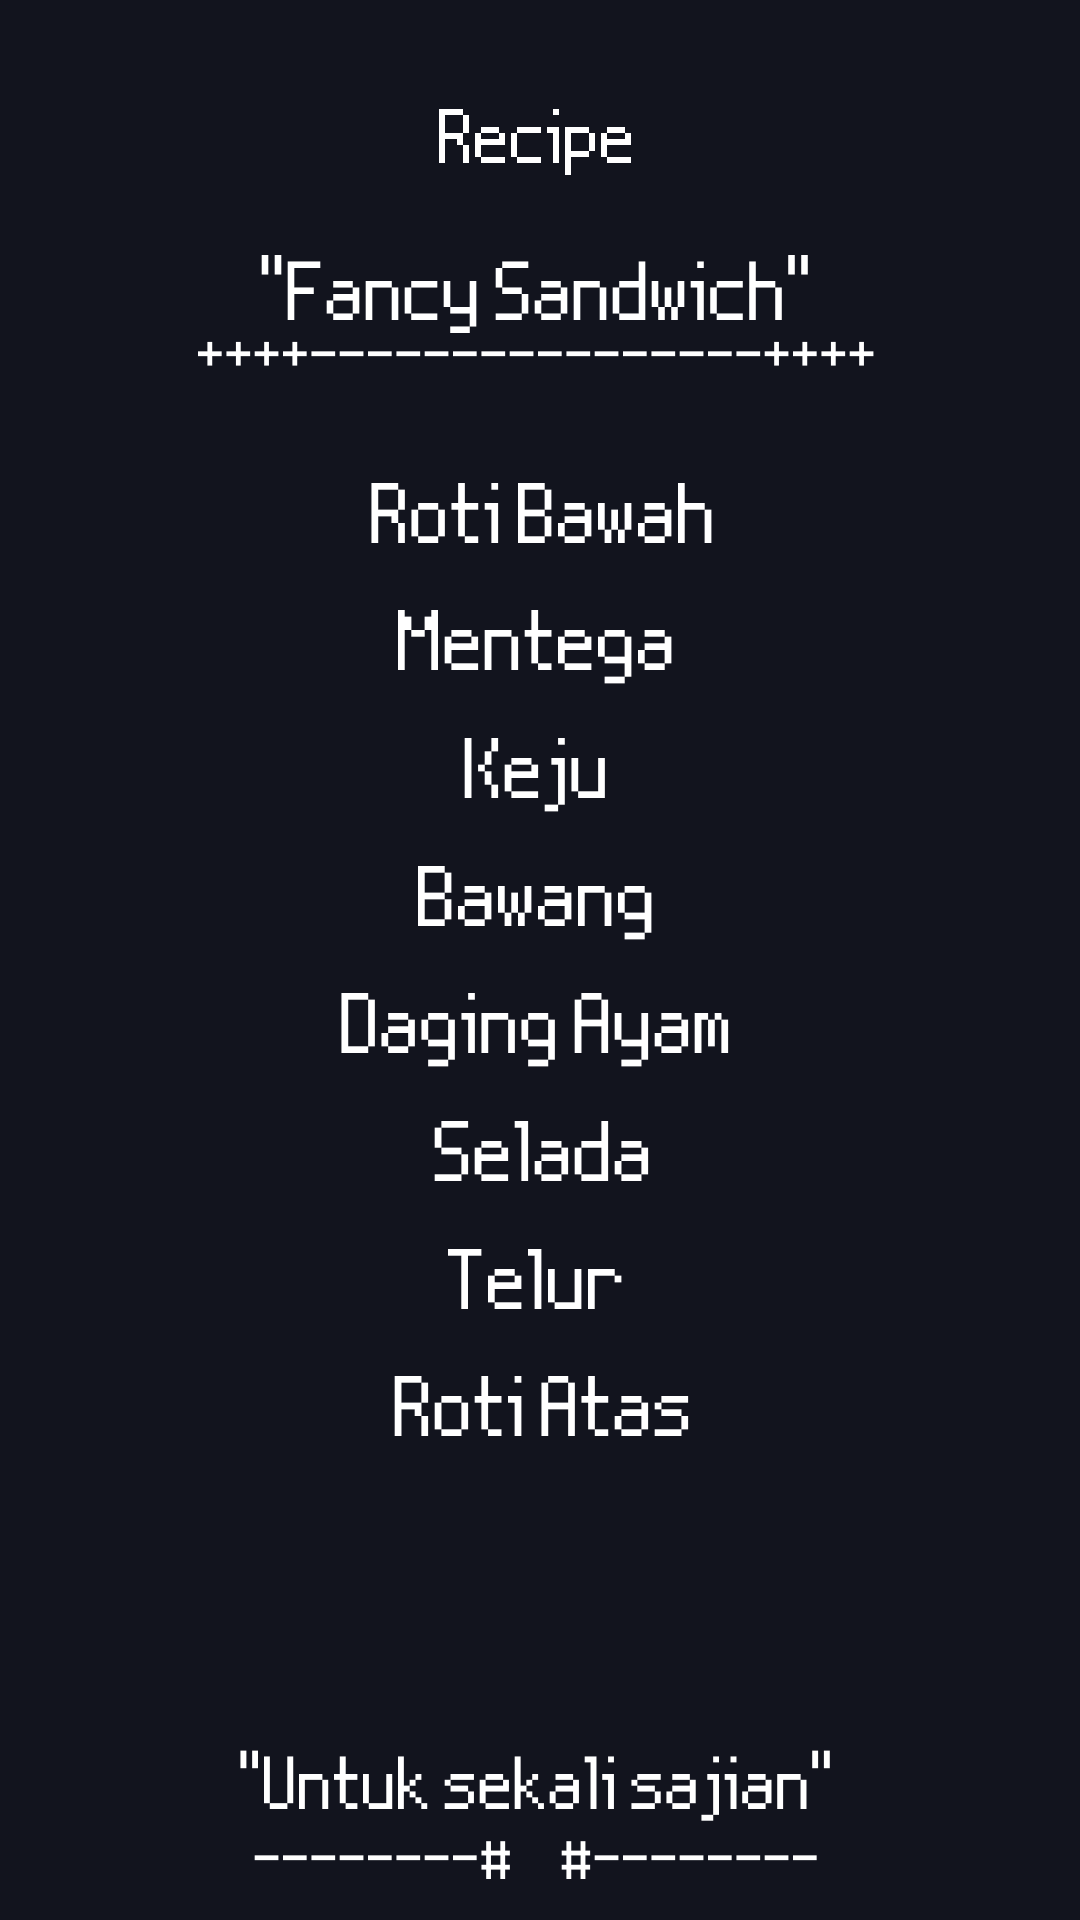 Recipe
"Fancy Sandwich"
++++----------------++++
Roti Bawah
Mentega
Keju
Bawang
Daging Ayam
Selada
Telur
Roti Atas
"Untuk sekali sajian"
--------#  #--------